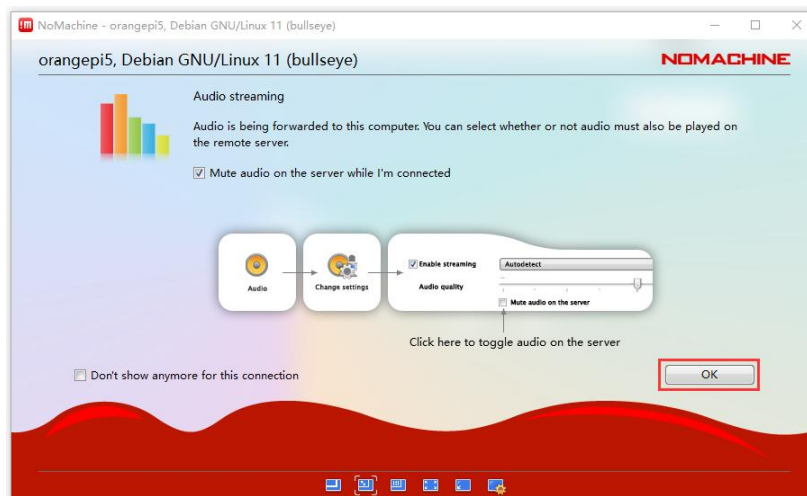 NoMachine - orangepi5, Debian GNU/Linux 11 (bullseye)
orangepi5, Debian GNU/Linux 11 (bullseye)
NOMACHINE
Audio streaming
Audio is being forwarded to this computer. You can select whether or not audio must also be played on
the remote server.
Mute audio on the server while I'm connected
Audio
Change settings
Enable streaming
Autodetect
Audio quality
Mute audio on the server
Click here to toggle audio on the server
Don't show anymore for this connection
OK